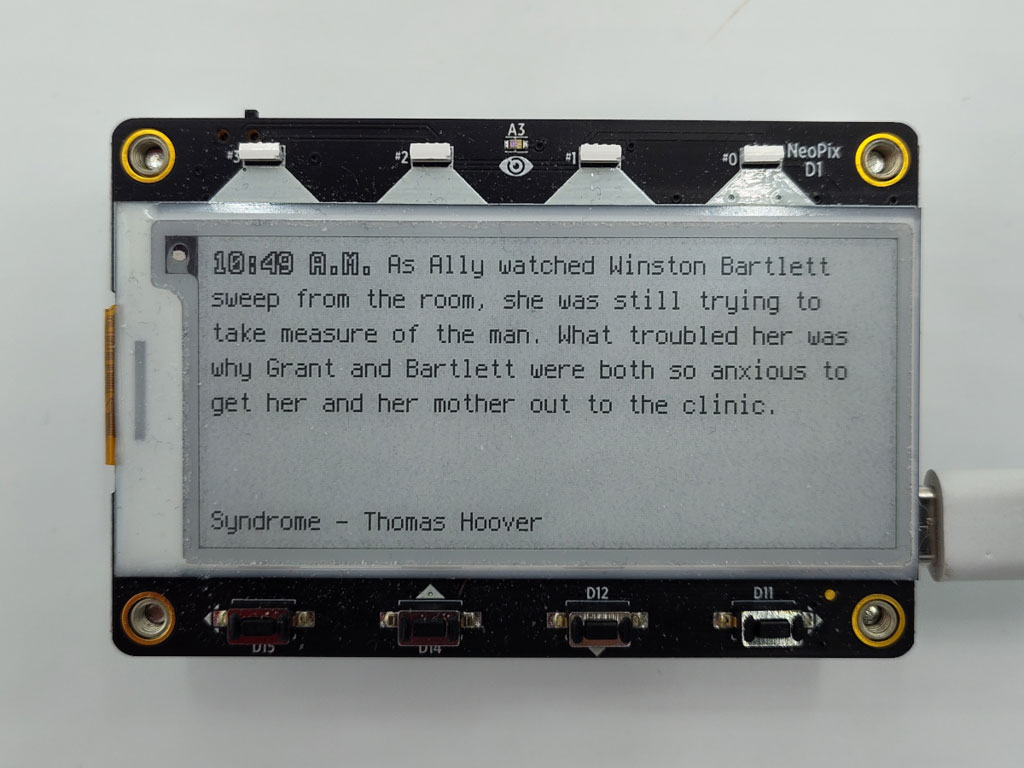 A3
#3
#2
#1
#0
NeoPix
D1
10:49 A.M. As Ally watched Winston Bartlett
sweep from the room, she was still trying to
take measure of the man. What troubled her was
why Grant and Bartlett were both so anxious to
get her and her mother out to the clinic.
Syndrome - Thomas Hoover
D15
D14
D12
D11